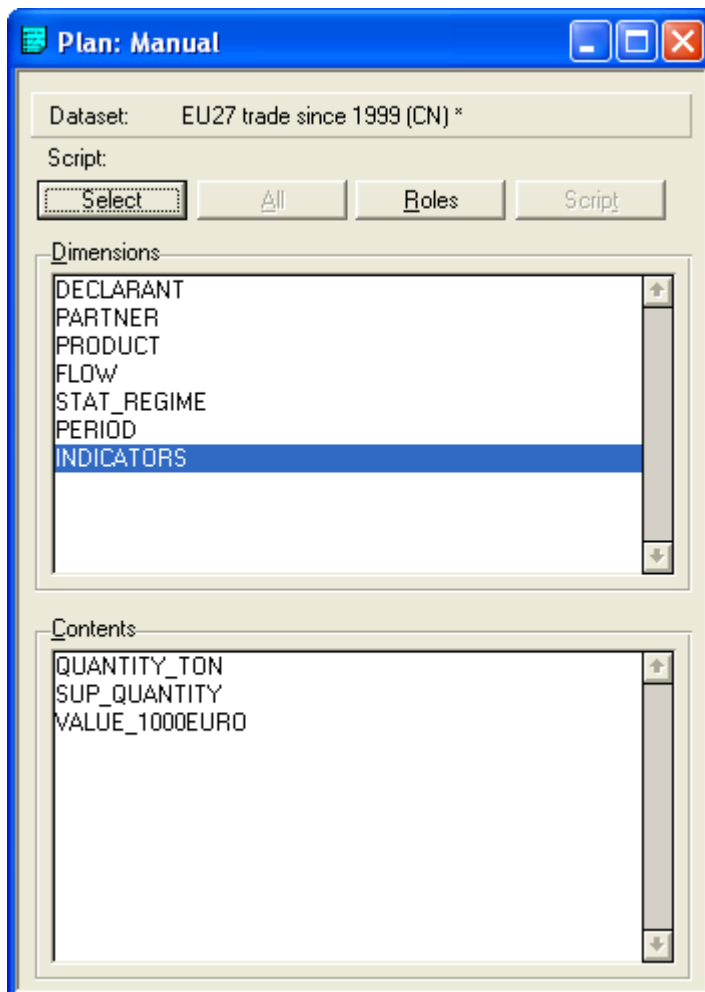 Plan: Manual
Dataset: EU27 trade since 1999 (CN) *
Script:
Select All Roles Script
Dimensions
DECLARANT
PARTNER
PRODUCT
FLOW
STAT_REGIME
PERIOD
INDICATORS
Contents
QUANTITY_TON
SUP_QUANTITY
VALUE_1000EURO